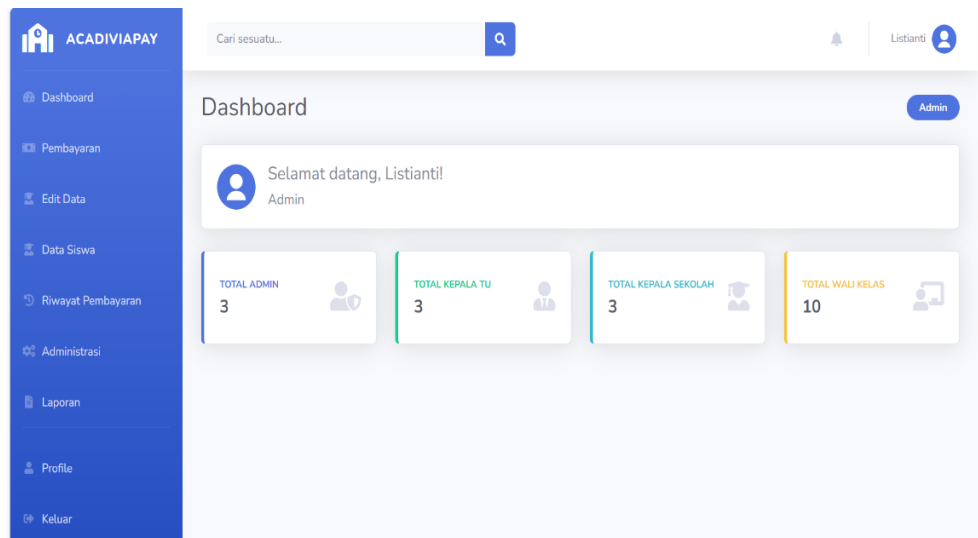 ACADIVIAPAY
Cari sesuatu...
Listianti
Dashboard
Pembayaran
Edit Data
Data Siswa
Riwayat Pembayaran
Administrasi
Laporan
Profile
Keluar
Dashboard
Admin
Selamat datang, Listianti!
Admin
TOTAL ADMIN
3
TOTAL KEPALA TU
3
TOTAL KEPALA SEKOLAH
3
TOTAL WALI KELAS
10